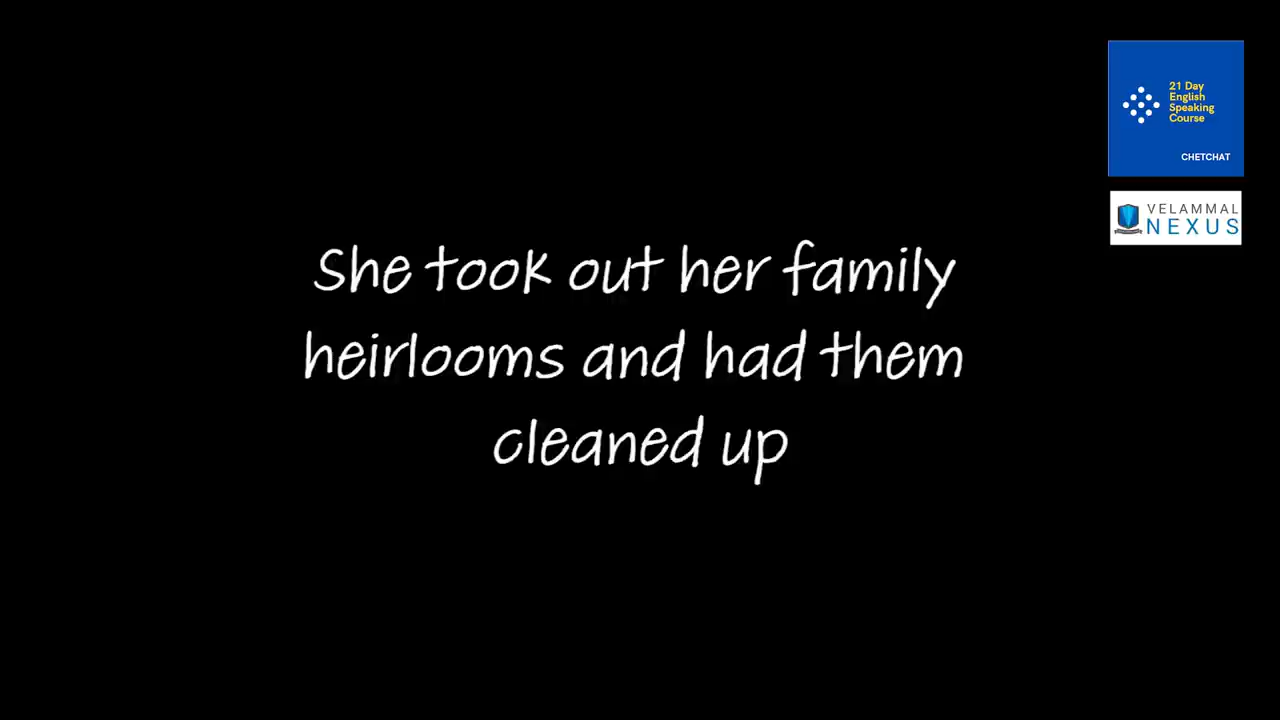 21 Day
English
Speaking
Course
CHETCHAT
VELAMMAL
NEXUS
She took out her family
heirlooms and had them
cleaned up